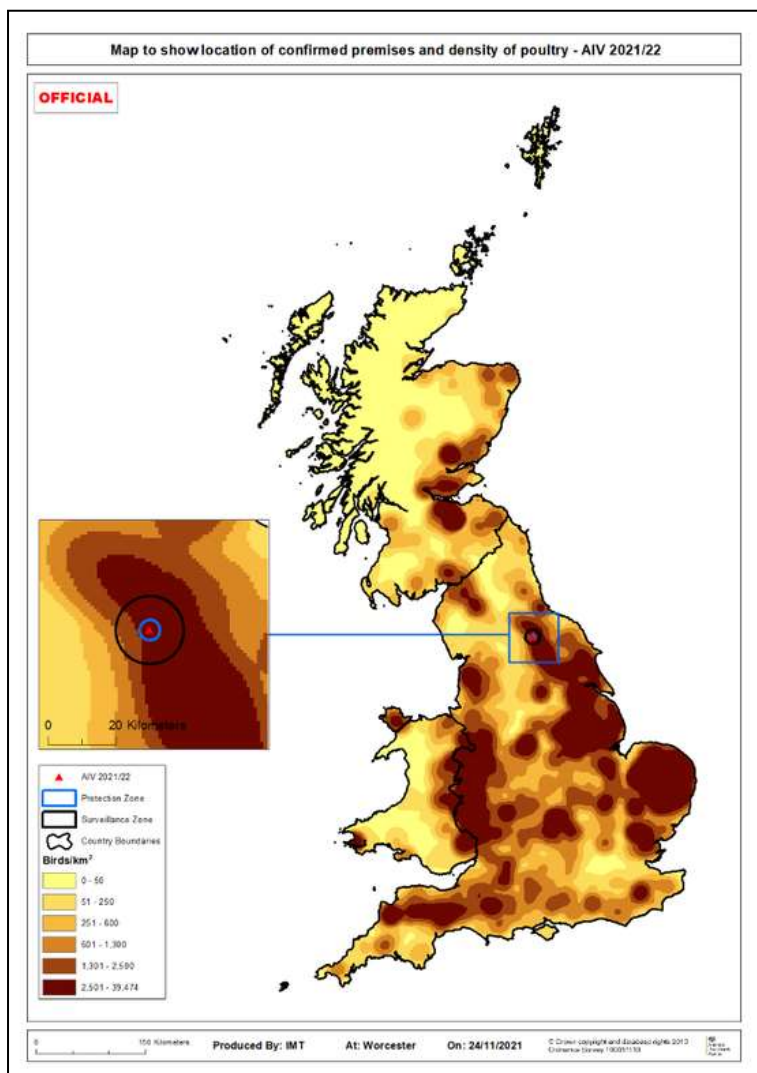 Map to show location of confirmed premises and density of poultry - AIV 2021/22
OFFICIAL
0 20 Kilometers
AIV 2021/22
Protection Zone
Surveillance Zone
Country Boundaries
Birds/km²
0 - 50
51 - 250
251 - 600
601 - 1,300
1,301 - 2,500
2,501 - 39,474
0 150 Kilometers
Produced By: IMT At: Worcester On: 24/11/2021
© Crown copyright and database rights
Ordnance Survey